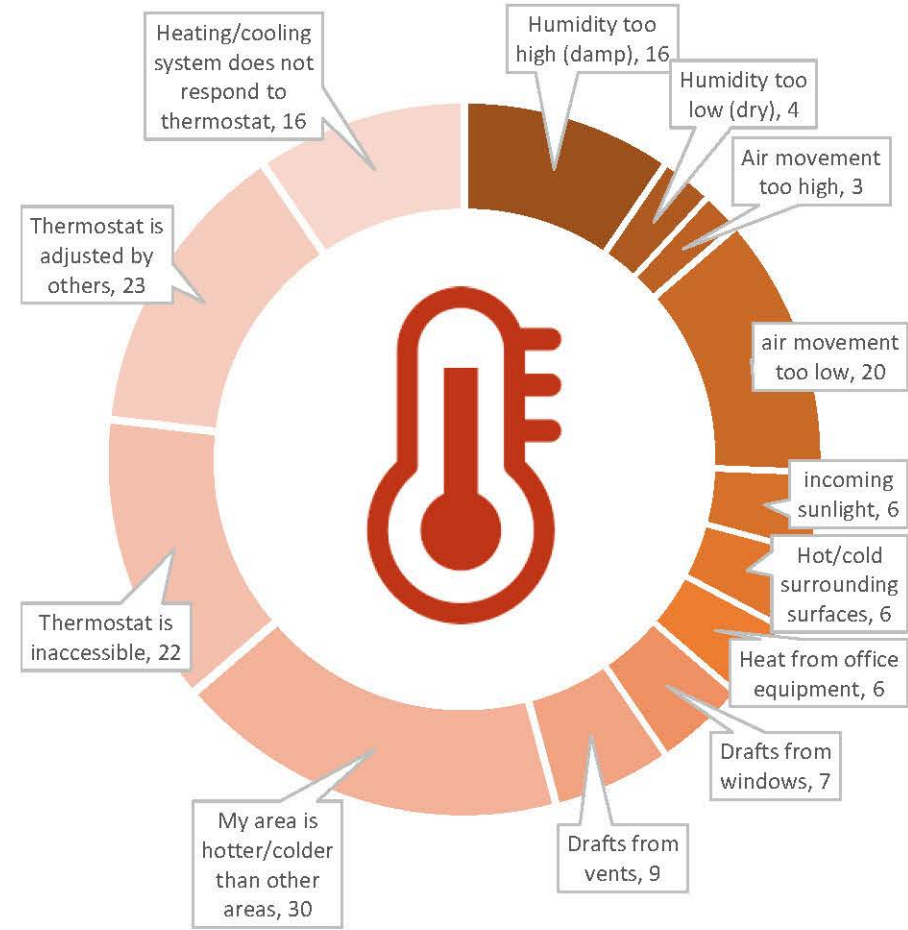 Heating/cooling
system does not
respond to
thermostat, 16
Humidity too
high (damp), 16
Humidity too
low (dry), 4
Air movement
too high, 3
Thermostat is
adjusted by
others, 23
air movement
too low, 20
incoming
sunlight, 6
Hot/cold
surrounding
surfaces, 6
Thermostat is
inaccessible, 22
Heat from office
equipment, 6
Drafts from
windows, 7
My area is
hotter/colder
than other
areas, 30
Drafts from
vents, 9